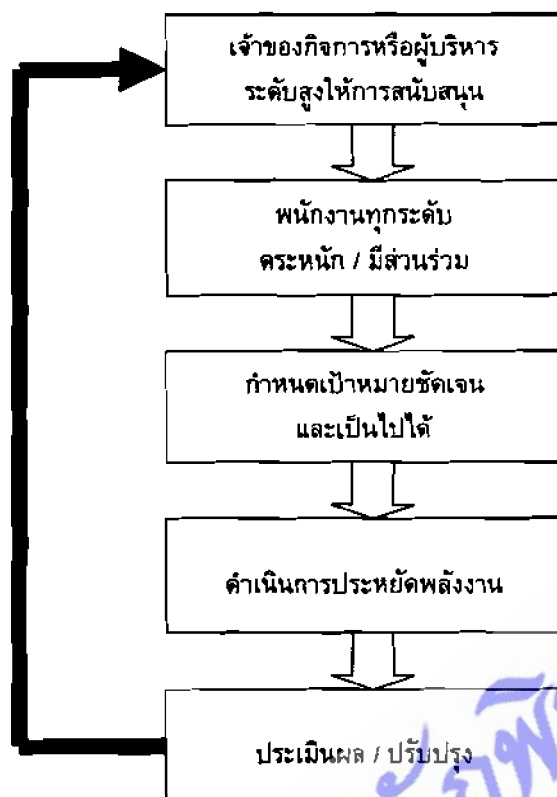 เจ้าของกิจการหรือผู้บริหาร
ระดับสูงให้การสนับสนุน
พนักงานทุกระดับ
ตระหนัก / มีส่วนร่วม
กำหนดเป้าหมายชัดเจน
และเป็นไปได้
ดำเนินการประหยัดพลังงาน
ประเมินผล / ปรับปรุง